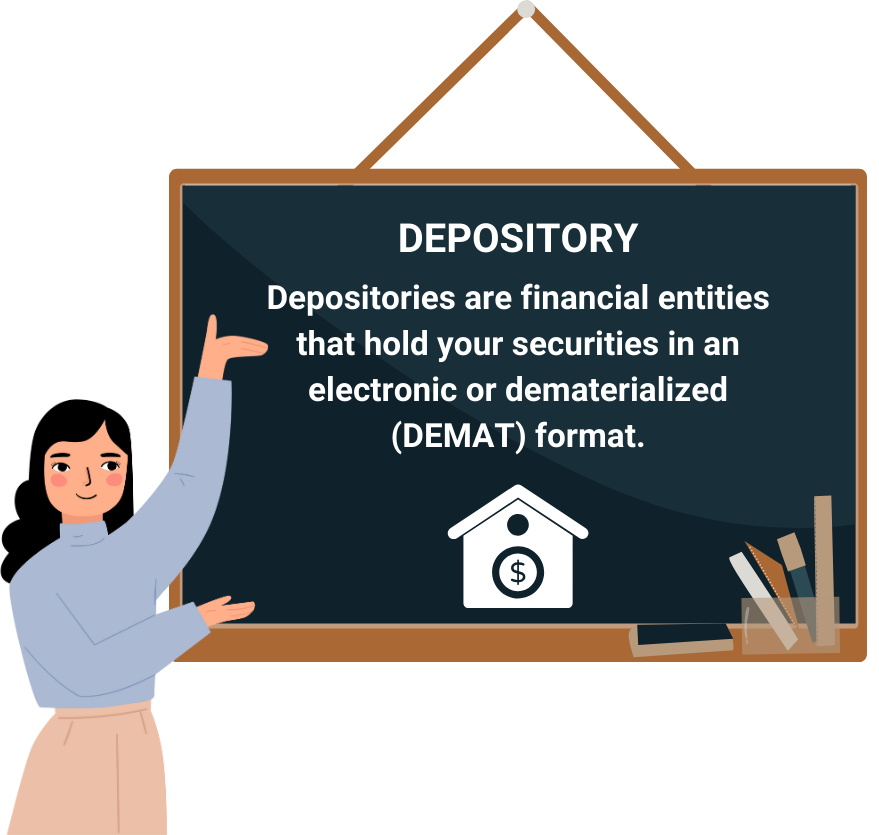 DEPOSITORY
Depositories are financial entities
that hold your securities in an
electronic or dematerialized
(DEMAT) format.
$